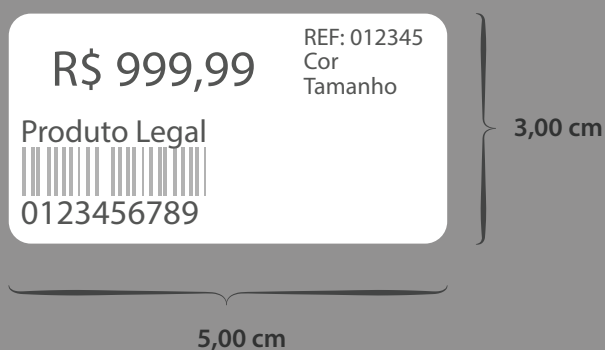 R$ 999,99
REF: 012345
Cor
Tamanho
Produto Legal
0123456789
3,00 cm
5,00 cm